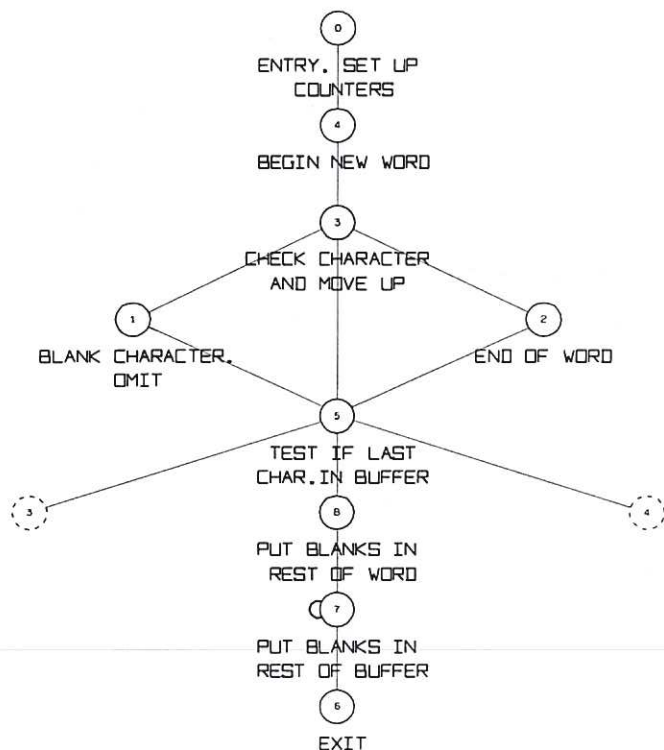 0
ENTRY. SET UP
COUNTERS
4
BEGIN NEW WORD
3
CHECK CHARACTER
AND MOVE UP
1
2
BLANK CHARACTER.
OMIT
END OF WORD
5
TEST IF LAST
CHAR.IN BUFFER
3
8
4
PUT BLANKS IN
REST OF WORD
7
PUT BLANKS IN
REST OF BUFFER
6
EXIT